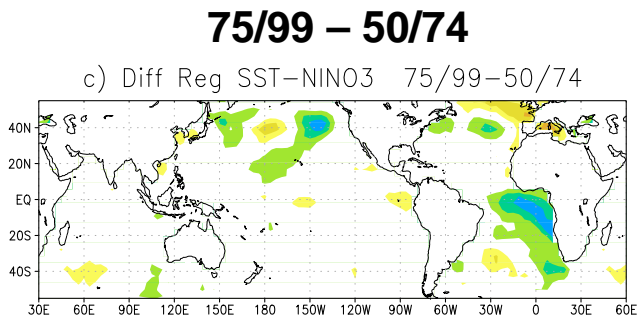 75/99 – 50/74
c) Diff Reg SST-NINO3 75/99-50/74
40N
20N
EQ
20S
40S
30E 60E 90E 120E 150E 180 150W 120W 90W 60W 30W 0 30E 60E